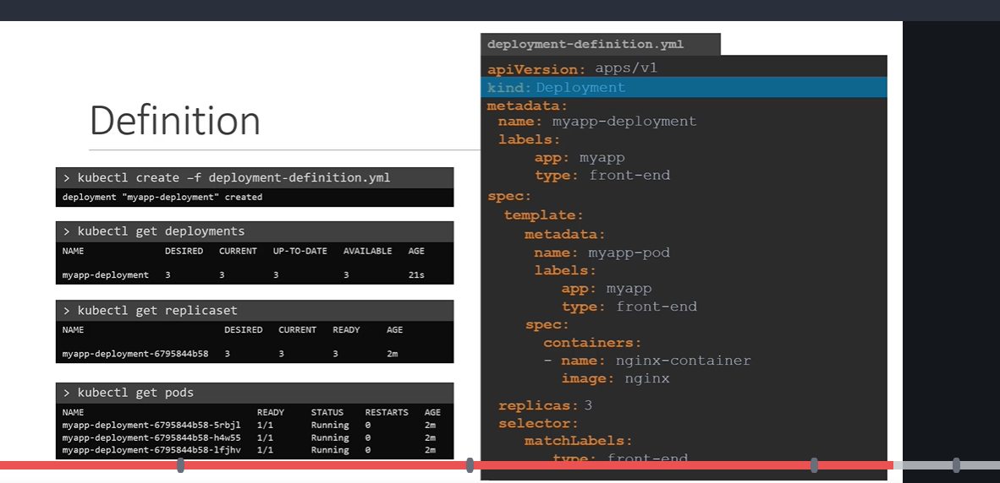 Definition
> kubectl create –f deployment-definition.yml
deployment "myapp-deployment" created
> kubectl get deployments
NAME DESIRED CURRENT UP-TO-DATE AVAILABLE AGE
myapp-deployment 3 3 3 3 21s
> kubectl get replicaset
NAME DESIRED CURRENT READY AGE
myapp-deployment-6795844b58 3 3 3 2m
> kubectl get pods
NAME READY STATUS RESTARTS AGE
myapp-deployment-6795844b58-5rbjl 1/1 Running 0 2m
myapp-deployment-6795844b58-h4w55 1/1 Running 0 2m
myapp-deployment-6795844b58-lfjhv 1/1 Running 0 2m
deployment-definition.yml
apiVersion: apps/v1
kind: Deployment
metadata:
name: myapp-deployment
labels:
app: myapp
type: front-end
spec:
template:
metadata:
name: myapp-pod
labels:
app: myapp
type: front-end
spec:
containers:
- name: nginx-container
image: nginx
replicas: 3
selector:
matchLabels:
type: front-end